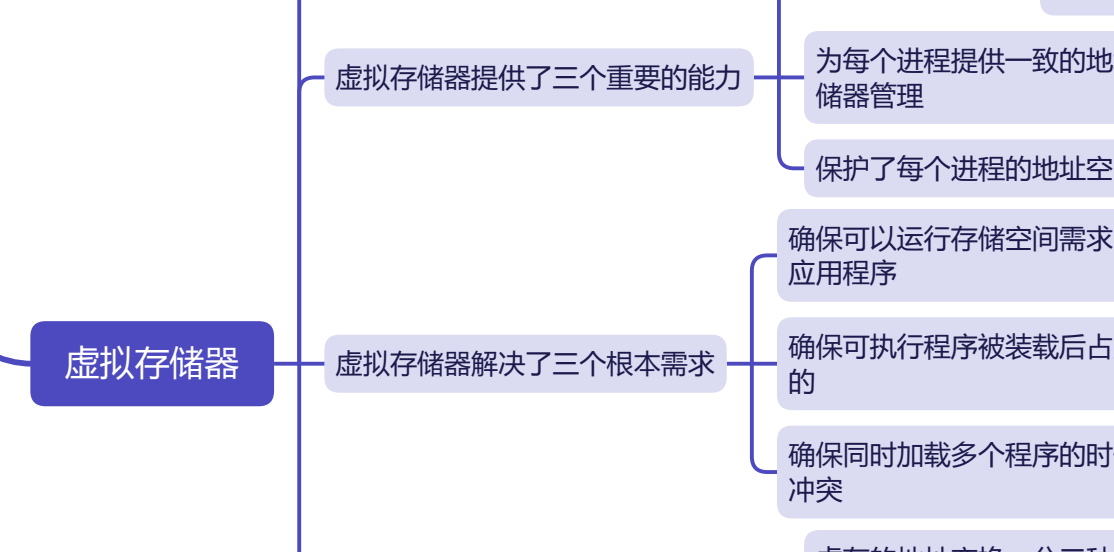 虚拟存储器提供了三个重要的能力
为每个进程提供一致的地
储器管理
保护了每个进程的地址空
确保可以运行存储空间需求
应用程序
虚拟存储器
虚拟存储器解决了三个根本需求
确保可执行程序被装载后占
的
确保同时加载多个程序的时
冲突